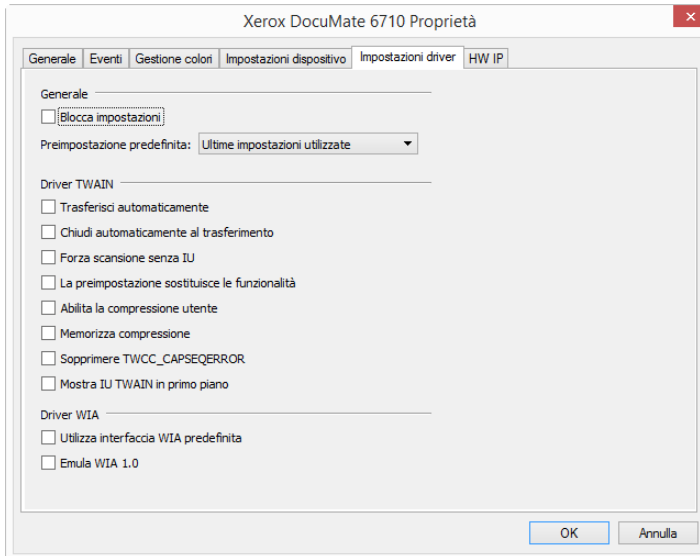 Xerox DocuMate 6710 Proprietà
Generale Eventi Gestione colori Impostazioni dispositivo Impostazioni driver HW IP
Generale
Blocca impostazioni
Preimpostazione predefinita: Ultime impostazioni utilizzate
Driver TWAIN
Trasferisci automaticamente
Chiudi automaticamente al trasferimento
Forza scansione senza IU
La preimpostazione sostituisce le funzionalità
Abilita la compressione utente
Memorizza compressione
Sopprimere TWCC_CAPSEQERROR
Mostra IU TWAIN in primo piano
Driver WIA
Utilizza interfaccia WIA predefinita
Emula WIA 1.0
OK Annulla